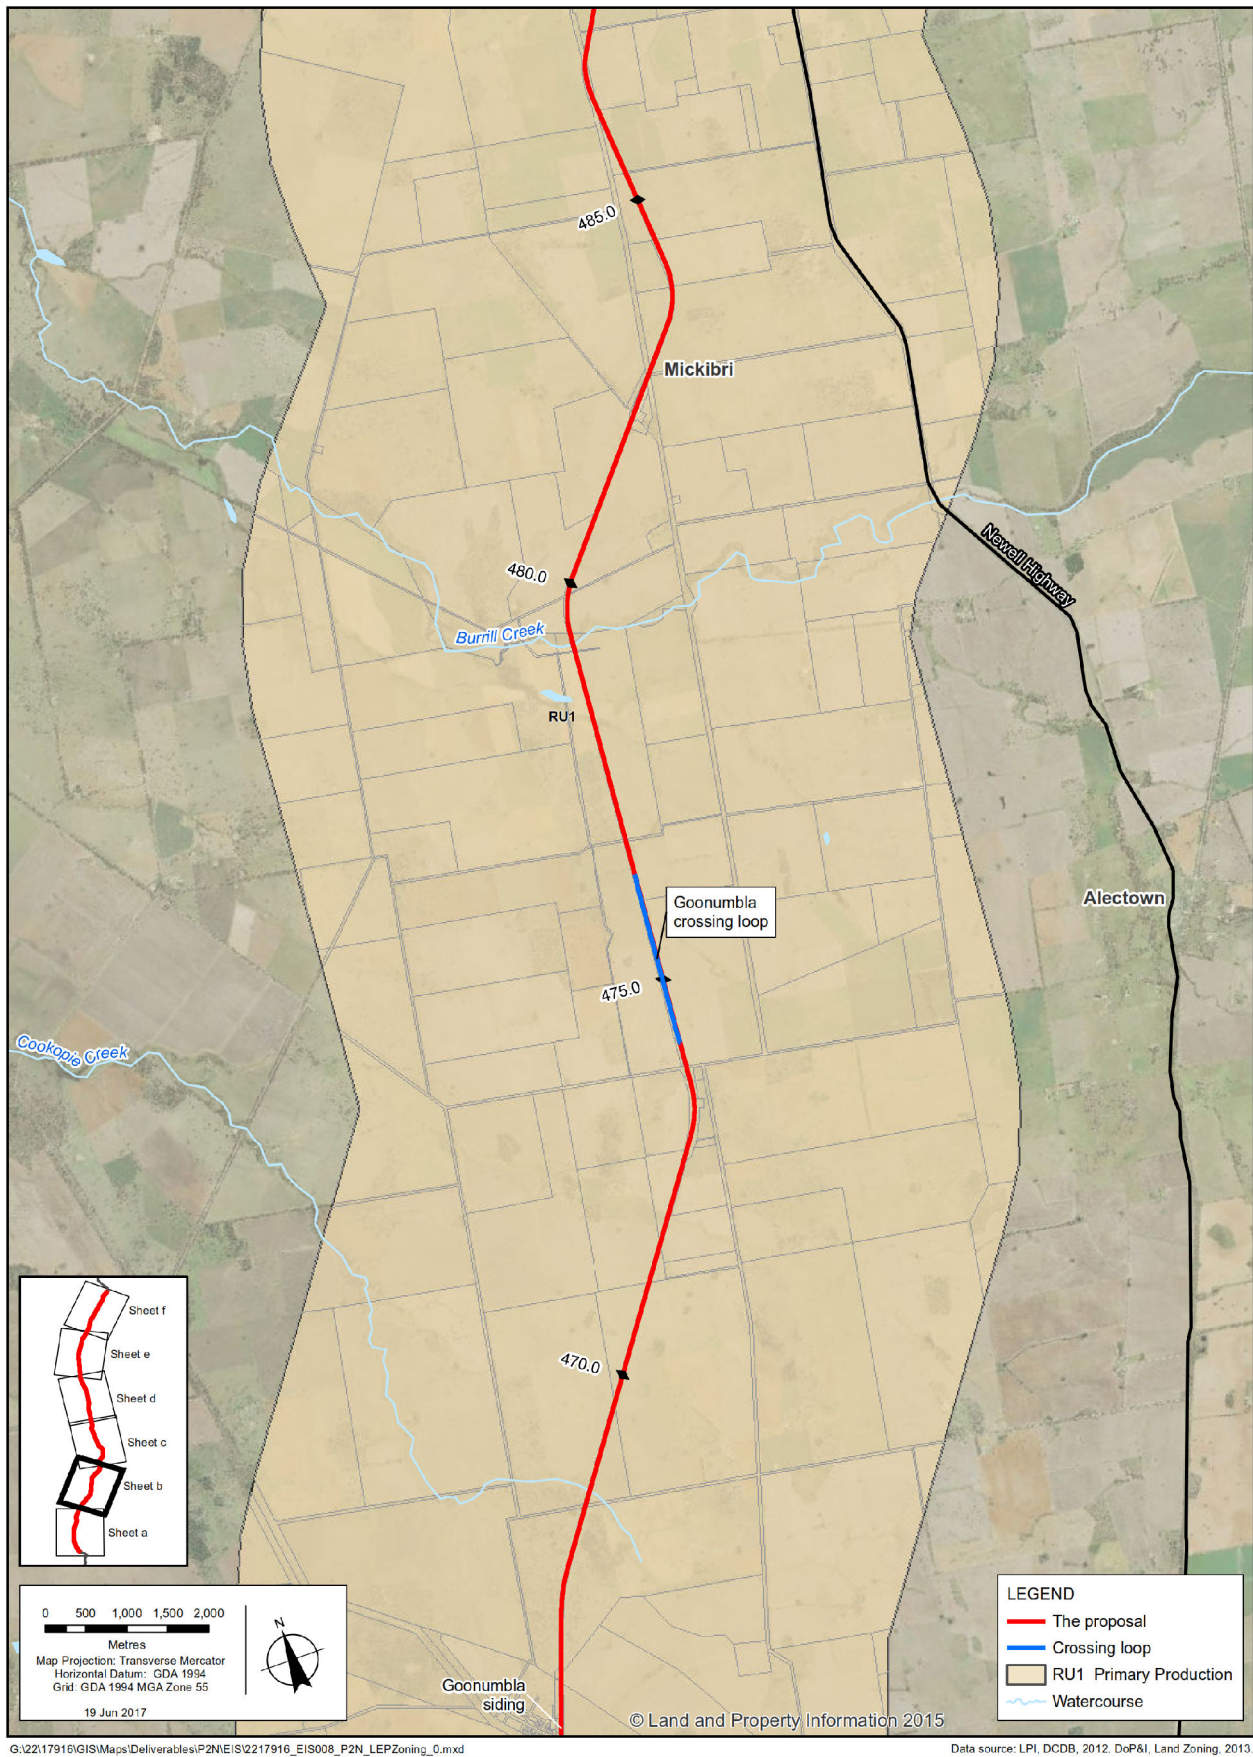 485.0
Mickibri
Newell Highway
480.0
Burrill Creek
RU1
Goonumbla
crossing loop
Alectown
475.0
Cookopie Creek
470.0
Sheet f
Sheet e
Sheet d
Sheet c
Sheet b
Sheet a
0 500 1,000 1,500 2,000
Metres
Map Projection: Transverse Mercator
Horizontal Datum: GDA 1994
Grid: GDA 1994 MGA Zone 55
19 Jun 2017
N
Goonumbla
siding
LEGEND
The proposal
Crossing loop
RU1 Primary Production
Watercourse
© Land and Property Information 2015
G:\22\17916\GIS\Maps\Deliverables\P2N\EIS\2217916_EIS008_P2N_LEPZoning_0.mxd
Data source: LPI, DCDB, 2012. DoP&I, Land Zoning, 2013